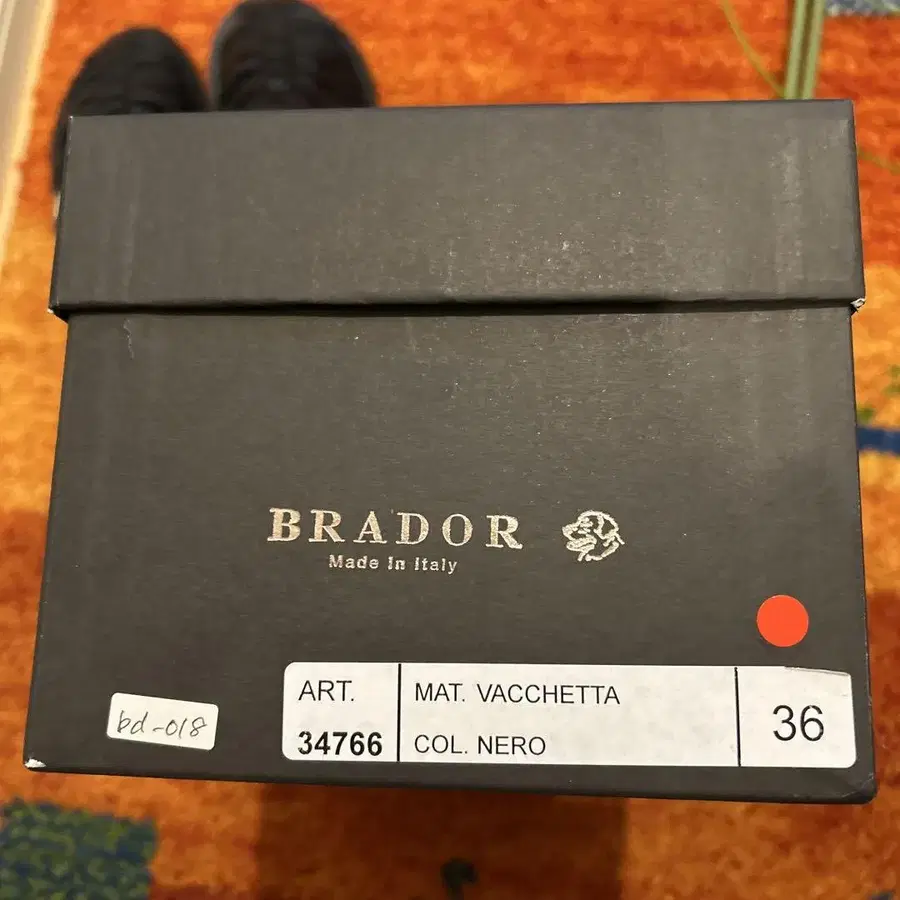 BRADOR
Made in Italy
bd-018
ART.
34766
MAT. VACCHETTA
COL. NERO
36